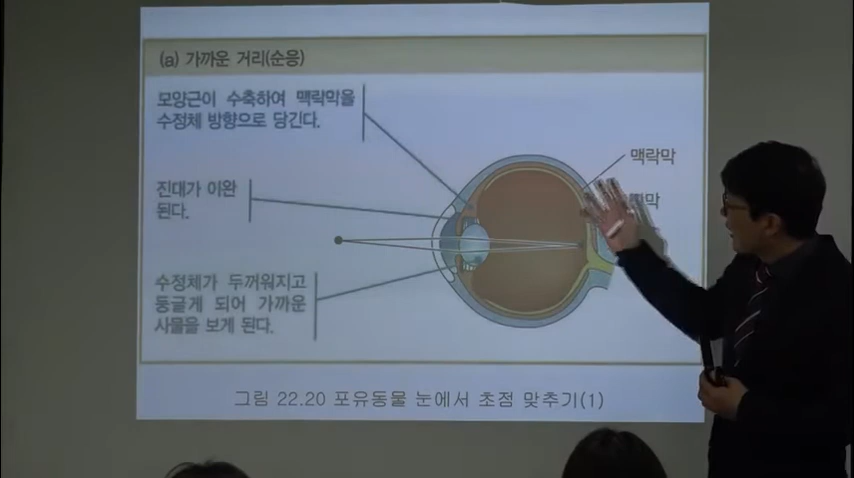 (a) 가까운 거리(순응)
모양근이 수축하여 맥락막을
수정체 방향으로 당긴다.
맥락막
진대가 이완
된다.
막
수정체가 두꺼워지고
둥글게 되어 가까운
사물을 보게 된다.
그림 22.20 포유동물 눈에서 초점 맞추기(1)